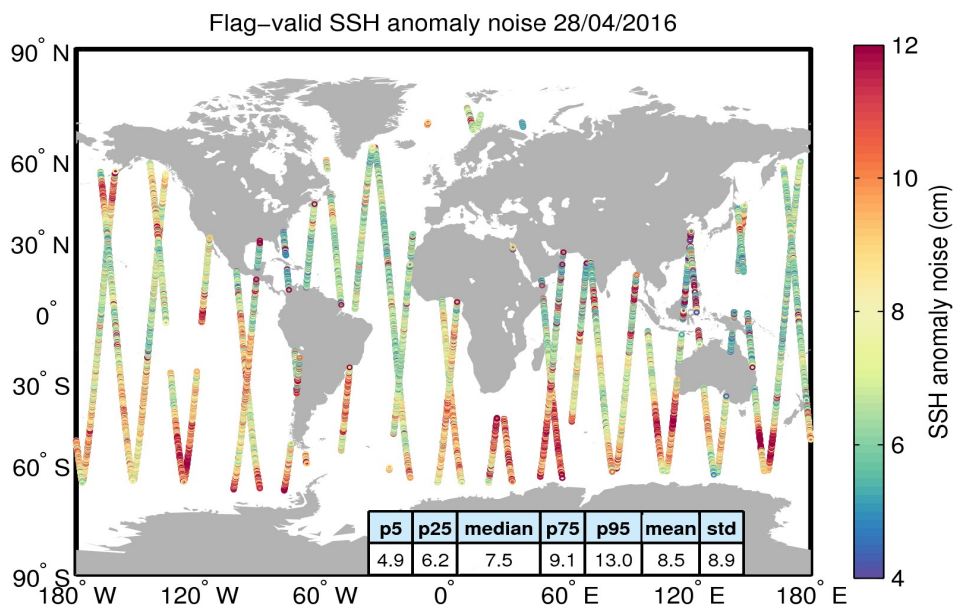 Flag−valid SSH anomaly noise 28/04/2016
90° N
60° N
30° N
0°
30° S
60° S
90° S
180° W
120° W
60° W
0°
60° E
120° E
180° E
p5 p25 median p75 p95 mean std
4.9 6.2 7.5 9.1 13.0 8.5 8.9
12
10
8
6
4
SSH anomaly noise (cm)